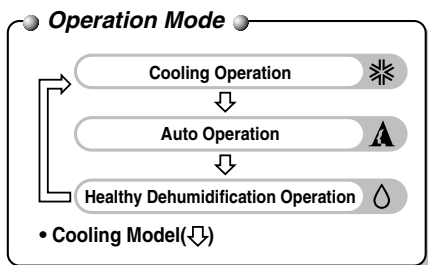 Operation Mode
Cooling Operation
Auto Operation
Healthy Dehumidification Operation
• Cooling Model(⇩)